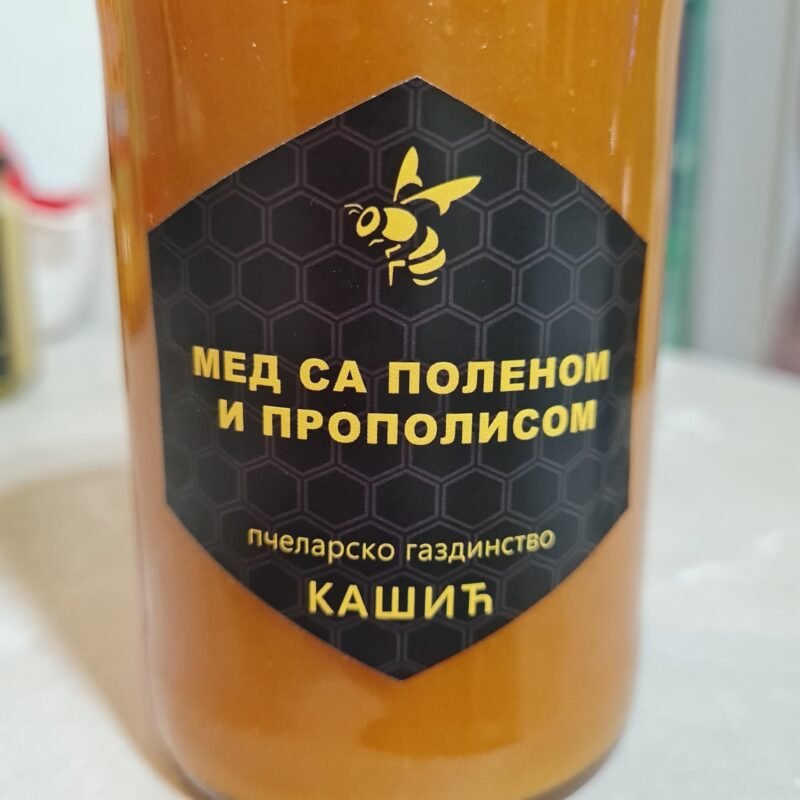 МЕД СА ПОЛЕНОМ
И ПРОПОЛИСОМ
пчеларско газдинство
КАШИЋ